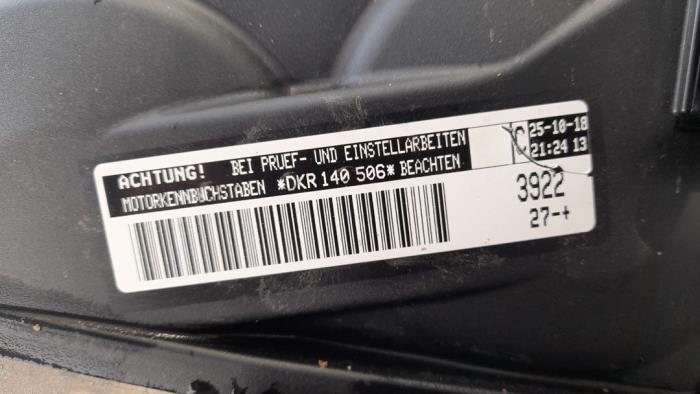 ACHTUNG! BEI PRUEF- UND EINSTELLARBEITEN
MOTORKENNBUCHSTABEN *DKR 140 506* BEACHTEN
C 25-10-18
21:24 13
3922
27-+